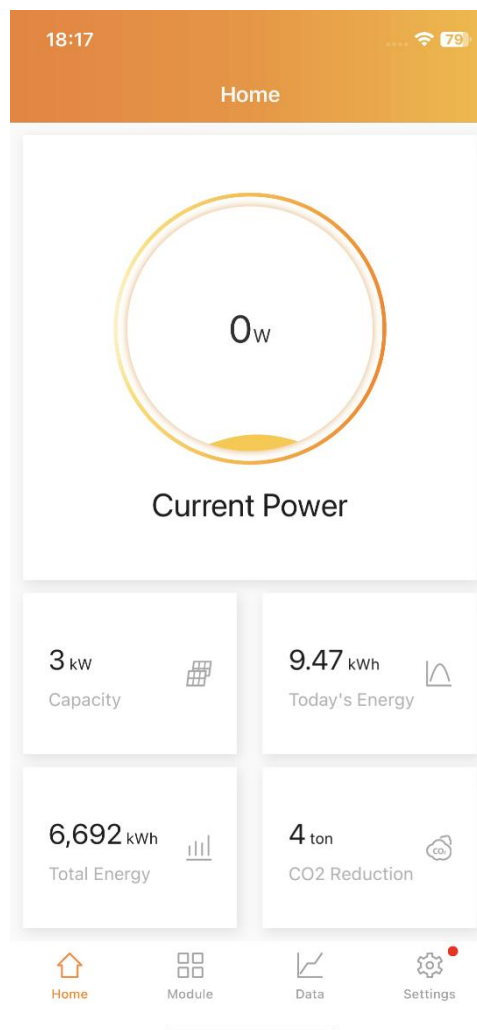 18:17
79
Home
0W
Current Power
3 kW
Capacity
9.47 kWh
Today's Energy
6,692 kWh
Total Energy
4 ton
CO2 Reduction
CO₂
Home
Module
Data
Settings